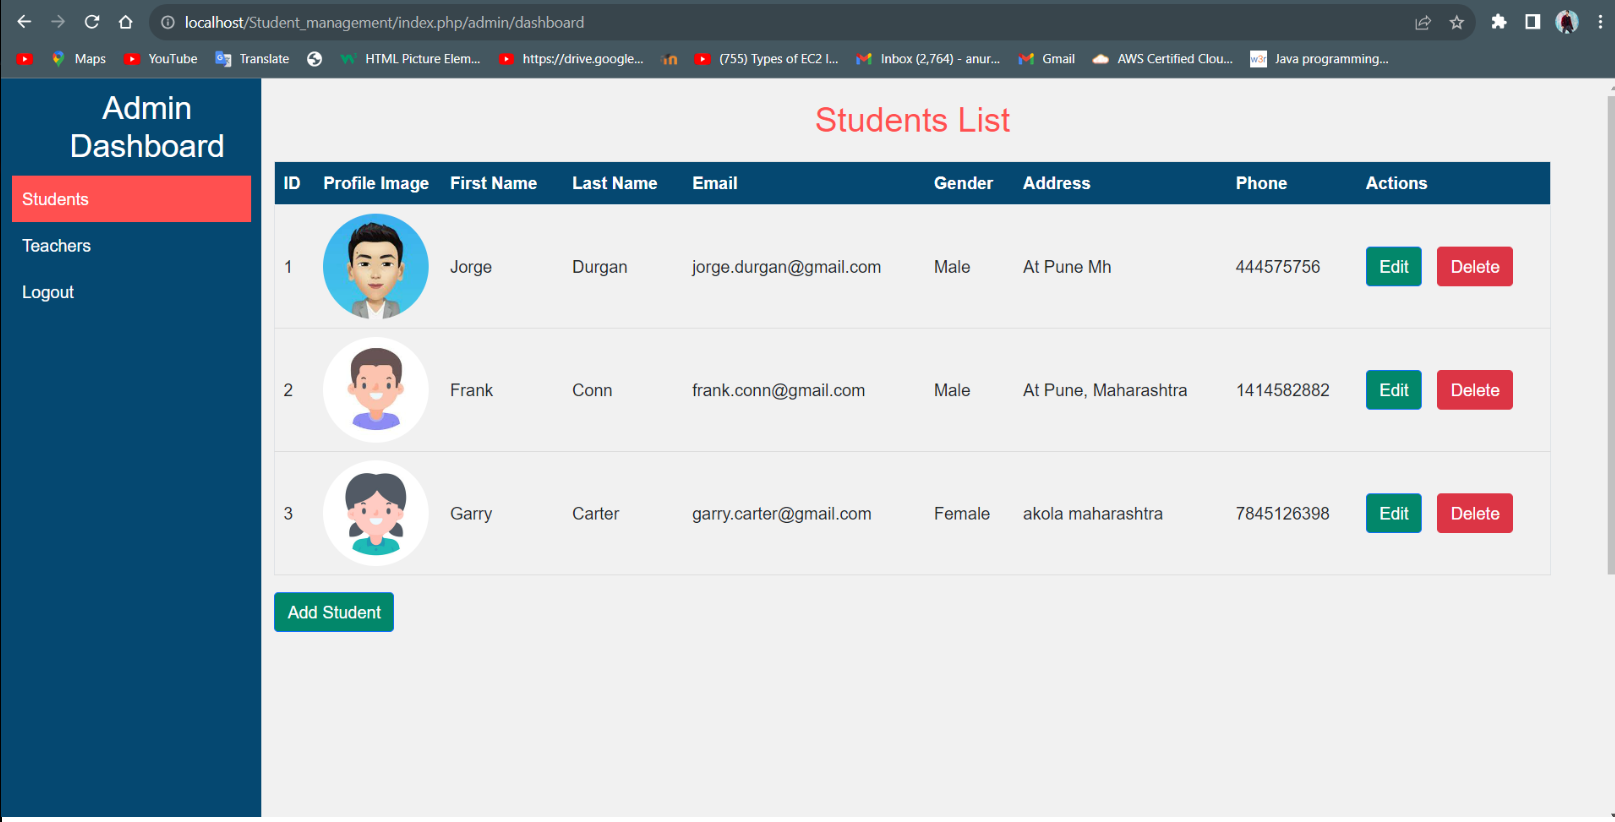 localhost/Student_management/index.php/admin/dashboard
Maps YouTube Translate HTML Picture Elem... https://drive.google... in (755) Types of EC2 I... Inbox (2,764) - anur... Gmail AWS Certified Clou... w3r Java programming...
Admin
Dashboard
Students
Teachers
Logout
Students List
ID Profile Image First Name Last Name Email Gender Address Phone Actions
1 Jorge Durgan jorge.durgan@gmail.com Male At Pune Mh 444575756 Edit Delete
2 Frank Conn frank.conn@gmail.com Male At Pune, Maharashtra 1414582882 Edit Delete
3 Garry Carter garry.carter@gmail.com Female akola maharashtra 7845126398 Edit Delete
Add Student